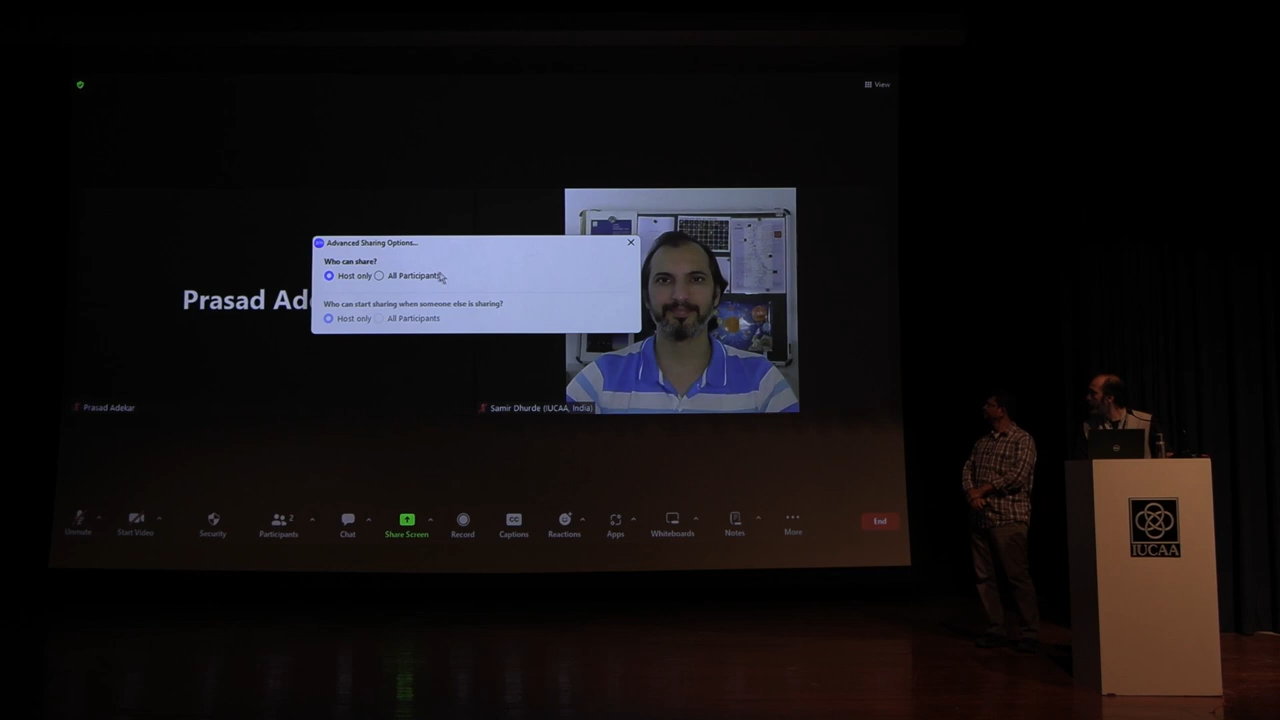 View
Advanced Sharing Options...
Who can share?
Host only All Participants
Prasad Ade
Who can start sharing when someone else is sharing?
Host only All Participants
Prasad Adekar
Samir Dhurde (IUCAA, India)
Unmute
Start Video
Security
Participants
2
Chat
Share Screen
Record
CC
Captions
Reactions
Apps
Whiteboards
Notes
More
End
IUCAA